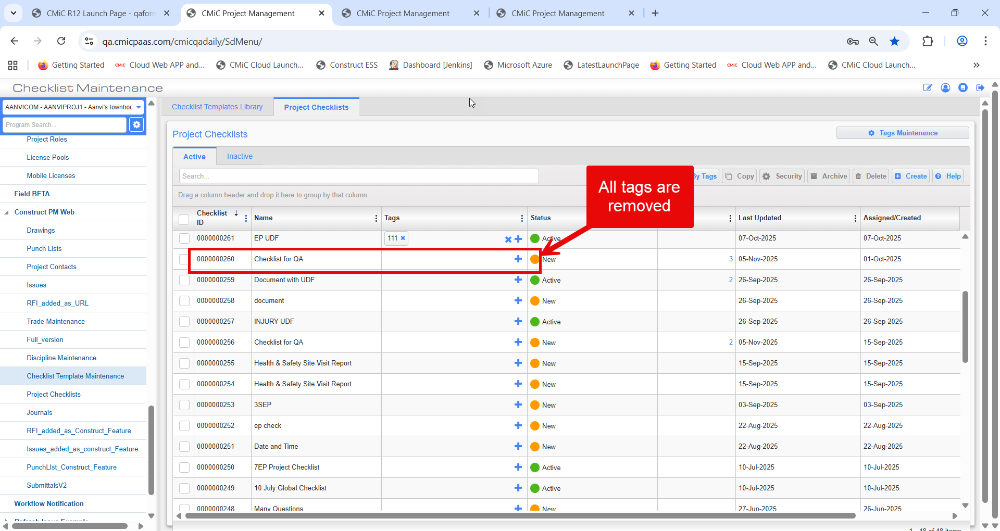 CMiC R12 Launch Page - qaform
CMiC Project Management
CMiC Project Management
CMiC Project Management
qa.cmicpaas.com/cmicqadaily/SdMenu/
Getting Started
CMiC Cloud Web APP and...
CMiC Cloud Launch...
Construct ESS
Dashboard [Jenkins]
Microsoft Azure
LatestLaunchPage
Getting Started
CMiC Cloud Web APP and...
CMiC Cloud Launch...
Checklist Maintenance
AANVICOM - AANVIPROJ1 - Aanvi's townhou
Program Search...
Project Roles
License Pools
Mobile Licenses
Field BETA
Construct PM Web
Drawings
Punch Lists
Project Contacts
Issues
RFI_added_as_URL
Trade Maintenance
Full_version
Discipline Maintenance
Checklist Template Maintenance
Project Checklists
Journals
RFI_added_as_Construct_Feature
Issues_added_as_construct_Feature
PunchLIst_Construct_Feature
SubmittalsV2
Workflow Notification
Checklist Templates Library
Project Checklists
Project Checklists
Tags Maintenance
Active
Inactive
Search...
By Tags
Copy
Security
Archive
Delete
Create
Help
All tags are
removed
Drag a column header and drop it here to group by that column
Checklist
ID
Name
Tags
Status
Last Updated
Assigned/Created
0000000261 EP UDF 111 Active 07-Oct-2025 07-Oct-2025
0000000260 Checklist for QA New 3 05-Nov-2025 01-Oct-2025
0000000259 Document with UDF Active 2 26-Sep-2025 26-Sep-2025
0000000258 document New 26-Sep-2025 26-Sep-2025
0000000257 INJURY UDF Active 26-Sep-2025 26-Sep-2025
0000000256 Checklist for QA New 2 05-Nov-2025 15-Sep-2025
0000000255 Health & Safety Site Visit Report New 15-Sep-2025 15-Sep-2025
0000000254 Health & Safety Site Visit Report New 15-Sep-2025 15-Sep-2025
0000000253 3SEP New 03-Sep-2025 03-Sep-2025
0000000252 ep check New 22-Aug-2025 22-Aug-2025
0000000251 Date and Time New 22-Aug-2025 22-Aug-2025
0000000250 7EP Project Checklist Active 10-Jul-2025 10-Jul-2025
0000000249 10 July Global Checklist Active 10-Jul-2025 10-Jul-2025
0000000248 Many Questions New 27-Jun-2025 26-Jun-2025
1 - 48 of 48 items